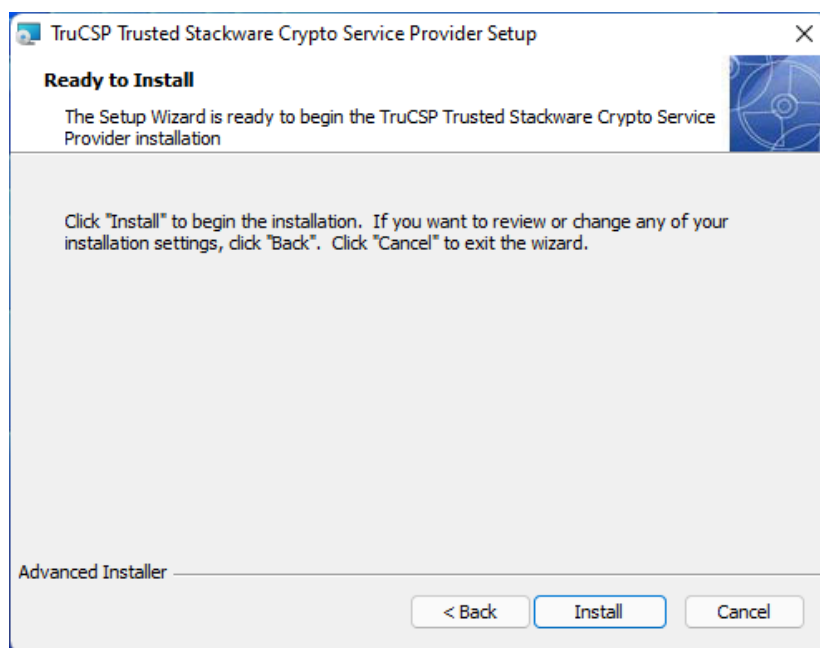 TruCSP Trusted Stackware Crypto Service Provider Setup
Ready to Install
The Setup Wizard is ready to begin the TruCSP Trusted Stackware Crypto Service
Provider installation
Click "Install" to begin the installation. If you want to review or change any of your
installation settings, click "Back". Click "Cancel" to exit the wizard.
Advanced Installer
< Back
Install
Cancel